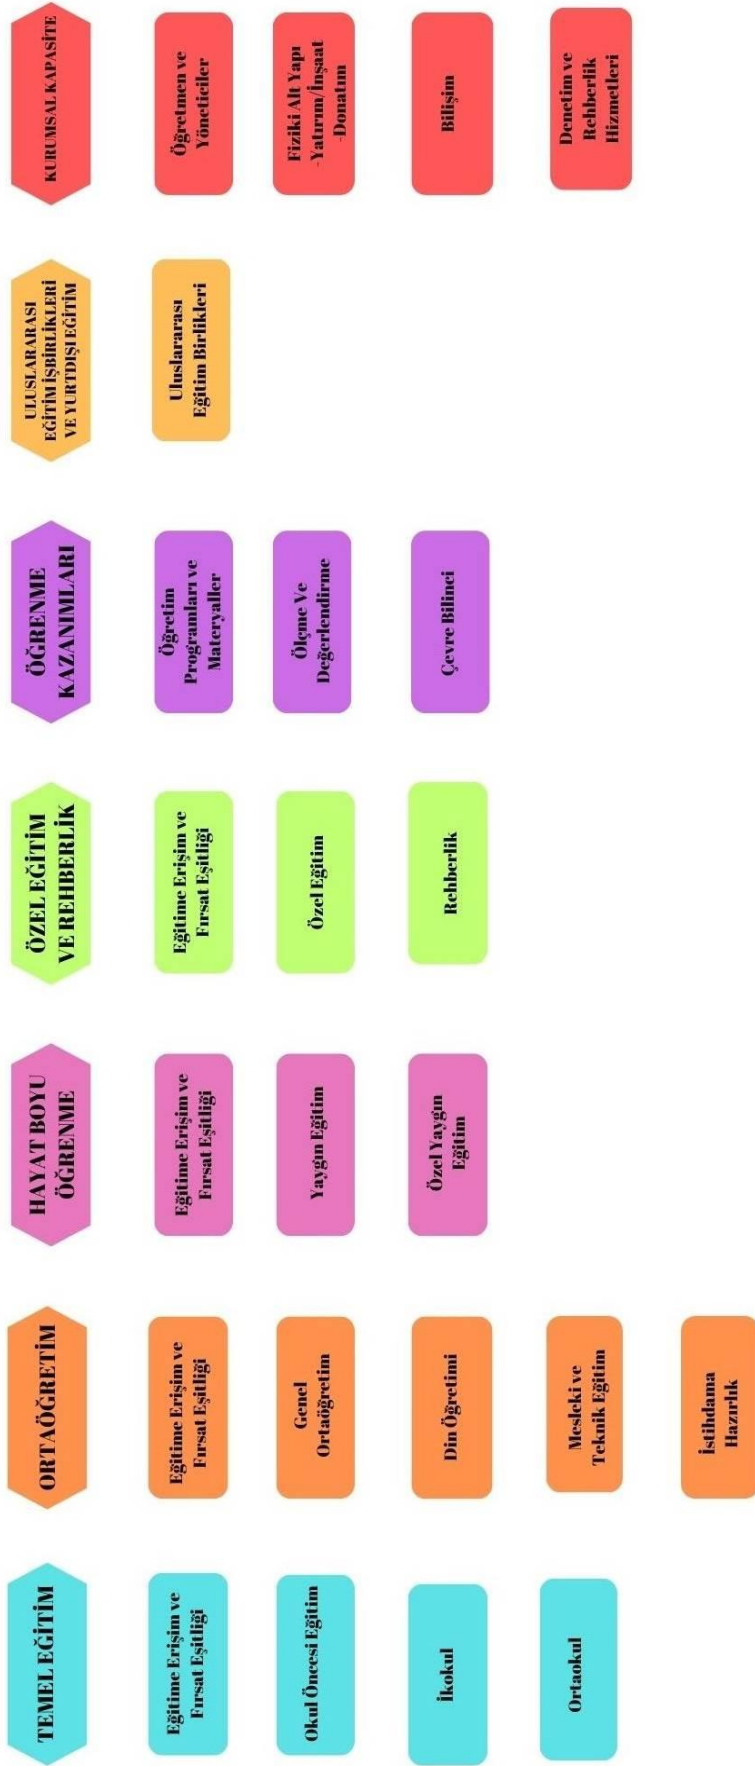 TEMEL EĞİTİM
Eğitime Erişim ve
Fırsat Eşitliği
Okul Öncesi Eğitim
İkokul
Ortaokul
ORTAÖĞRETİM
Eğitime Erişim ve
Fırsat Eşitliği
Genel
Ortaöğretim
Din Öğretimi
Mesleki ve
Teknik Eğitim
İstihdama
Hazırlık
HAYAT BOYU
ÖĞRENME
Eğitime Erişim ve
Fırsat Eşitliği
Yaygın Eğitim
Özel Yaygın
Eğitim
ÖZEL EĞİTİM
VE REHBERLİK
Eğitime Erişim ve
Fırsat Eşitliği
Özel Eğitim
Rehberlik
ÖĞRENME
KAZANIMLARI
Öğretim
Programları ve
Materyaller
Ölçme Ve
Değerlendirme
Çevre Bilinci
ULUSLARARASI
EĞİTİM İŞBİRLİKLERİ
VE YURTDIŞI EĞİTİM
Uluslararası
Eğitim Birlikleri
KURUMSAL KAPASİTE
Öğretmen ve
Yöneticiler
Fiziki Alt Yapı
-Yatırım/İnşaat
-Donatım
Bilişim
Denetim ve
Rehberlik
Hizmetleri